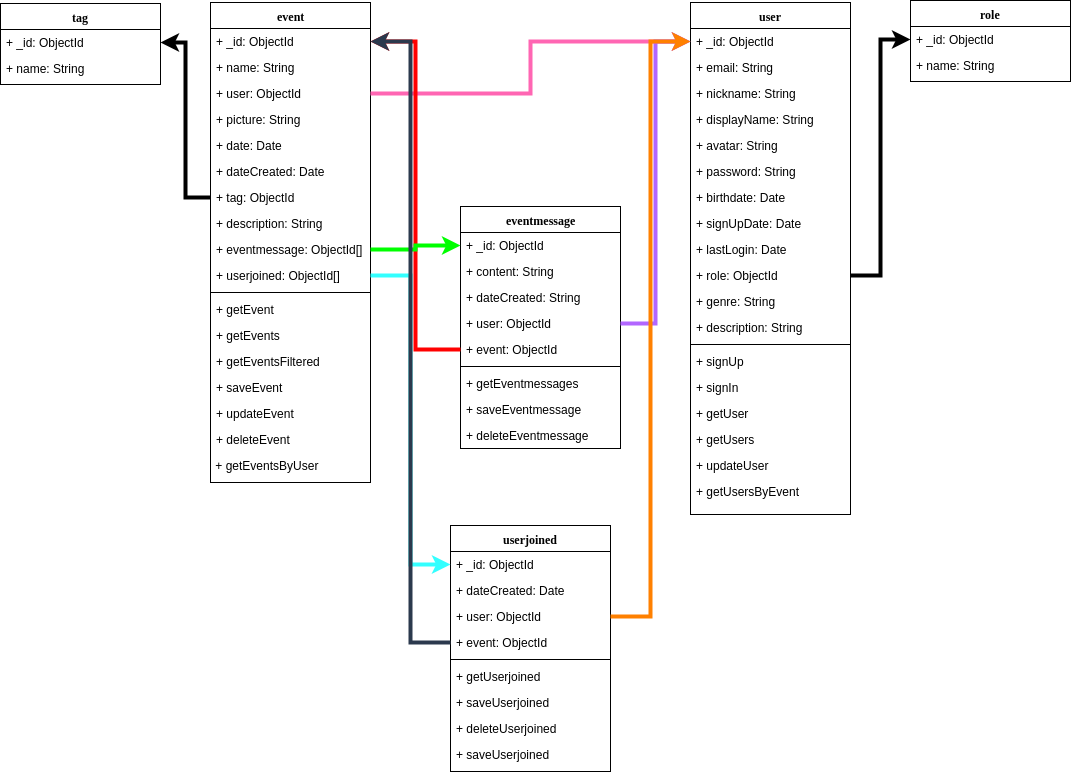 tag
+ _id: ObjectId
+ name: String
event
+ _id: ObjectId
+ name: String
+ user: ObjectId
+ picture: String
+ date: Date
+ dateCreated: Date
+ tag: ObjectId
+ description: String
+ eventmessage: ObjectId[]
+ userjoined: ObjectId[]
+ getEvent
+ getEvents
+ getEventsFiltered
+ saveEvent
+ updateEvent
+ deleteEvent
+ getEventsByUser
eventmessage
+ _id: ObjectId
+ content: String
+ dateCreated: String
+ user: ObjectId
+ event: ObjectId
+ getEventmessages
+ saveEventmessage
+ deleteEventmessage
userjoined
+ _id: ObjectId
+ dateCreated: Date
+ user: ObjectId
+ event: ObjectId
+ getUserjoined
+ saveUserjoined
+ deleteUserjoined
+ saveUserjoined
user
+ _id: ObjectId
+ email: String
+ nickname: String
+ displayName: String
+ avatar: String
+ password: String
+ birthdate: Date
+ signUpDate: Date
+ lastLogin: Date
+ role: ObjectId
+ genre: String
+ description: String
+ signUp
+ signIn
+ getUser
+ getUsers
+ updateUser
+ getUsersByEvent
role
+ _id: ObjectId
+ name: String